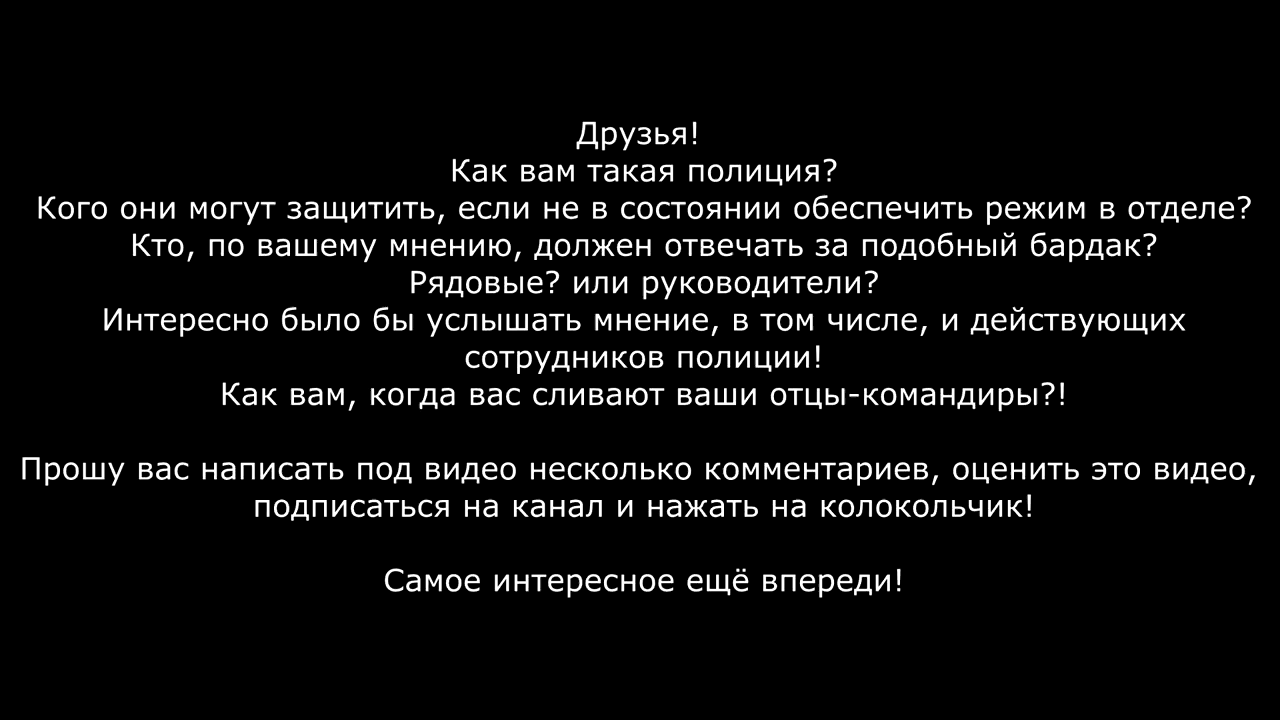 Друзья!
Как вам такая полиция?
Кого они могут защитить, если не в состоянии обеспечить режим в отделе?
Кто, по вашему мнению, должен отвечать за подобный бардак?
Рядовые? или руководители?
Интересно было бы услышать мнение, в том числе, и действующих
сотрудников полиции!
Как вам, когда вас сливают ваши отцы-командиры?!
Прошу вас написать под видео несколько комментариев, оценить это видео,
подписаться на канал и нажать на колокольчик!
Самое интересное ещё впереди!